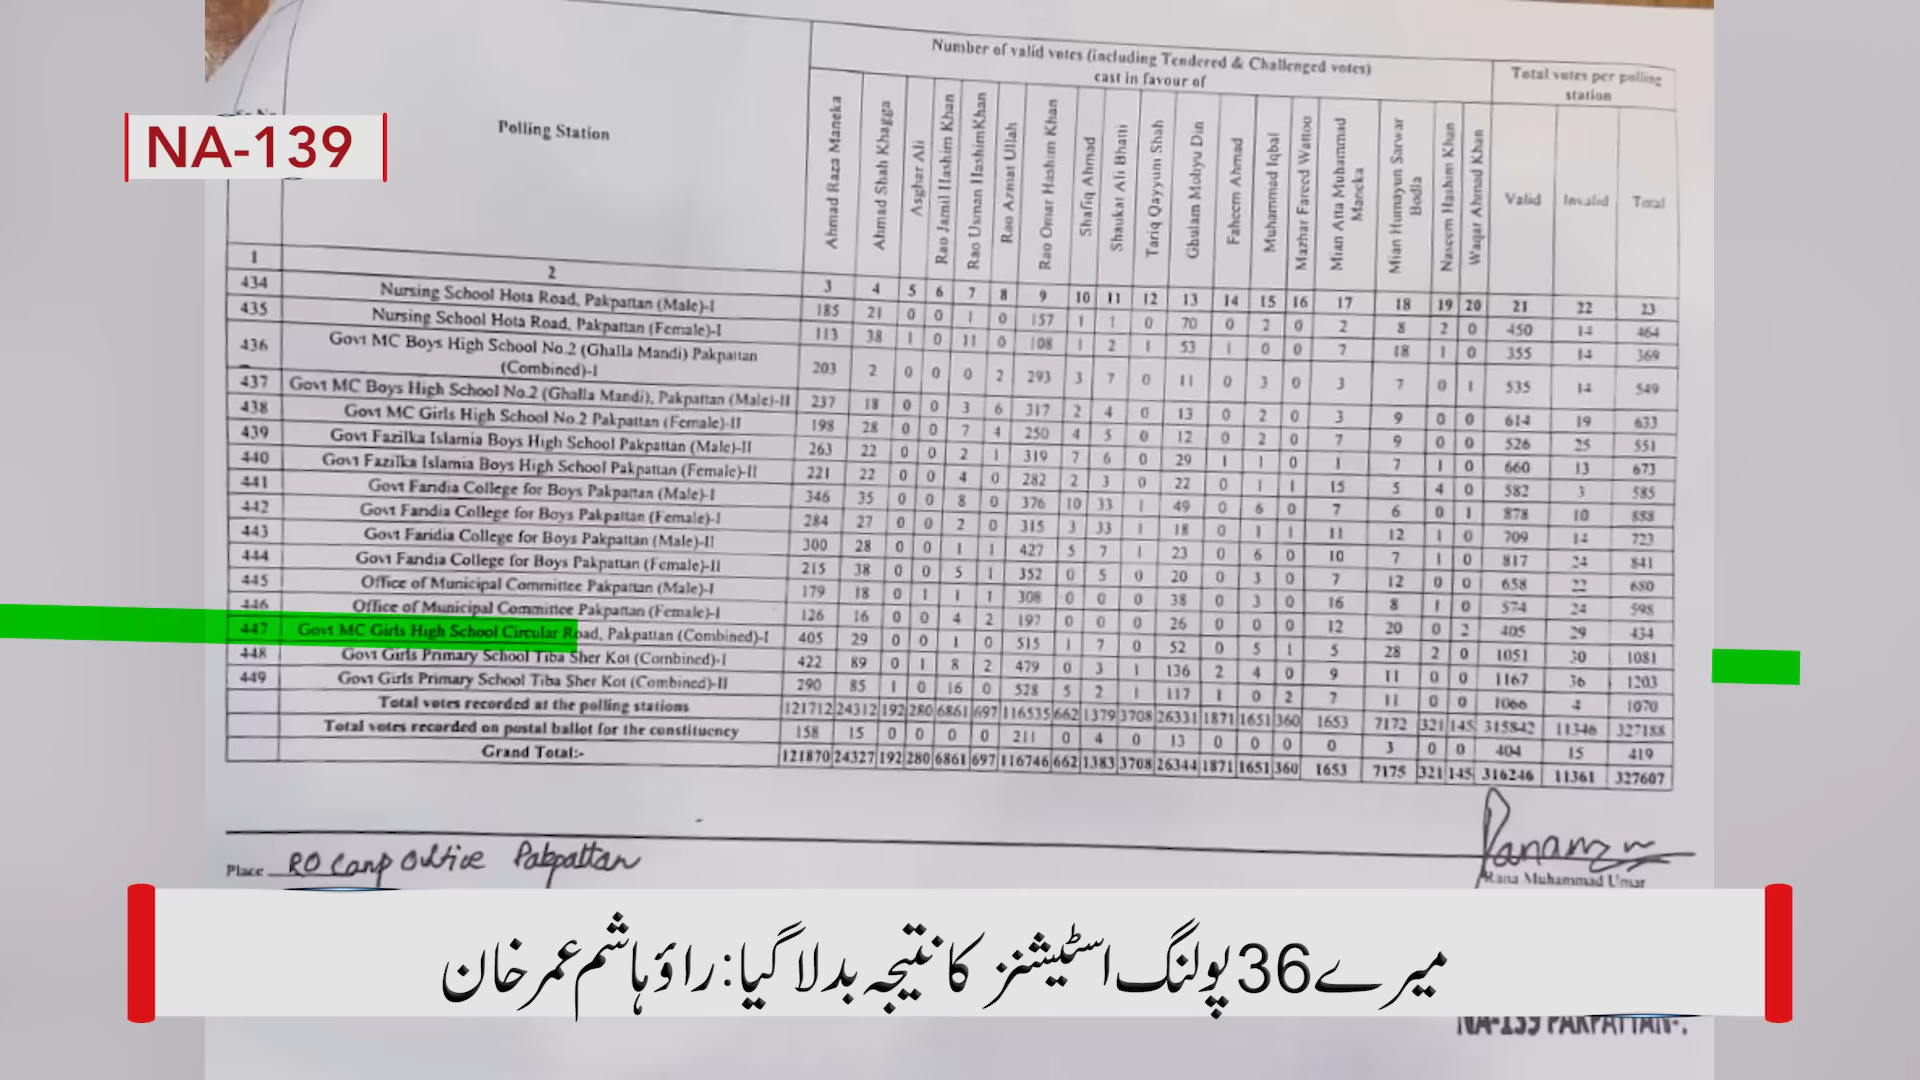 NA-139
Number of valid votes (including Tendered & Challenged votes)
cast in favour of
Total votes per polling
station
Polling Station
Ahmad Raza Maneka
Ahmad Shah Khagga
Asghar Ali
Rao Jamil Hashim Khan
Rao Usman HashimKhan
Rao Azmat Ullah
Rao Omar Hashim Khan
Shafiq Ahmad
Shaukat Ali Bhatti
Tariq Qayyum Shah
Ghulam Mohyu Din
Faheem Ahmad
Muhammad Iqbal
Mazhar Fareed Wattoo
Mian Atta Muhammad Maneka
Mian Humayun Sarwar Bodla
Naseem Hashim Khan
Waqar Ahmad Khan
Valid
Invalid
Total
1 2 3 4 5 6 7 8 9 10 11 12 13 14 15 16 17 18 19 20 21 22 23
434 Nursing School Hota Road, Pakpattan (Male)-I 185 21 0 0 1 0 157 1 1 0 70 0 2 0 2 8 2 0 450 14 464
435 Nursing School Hota Road, Pakpattan (Female)-I 113 38 1 0 11 0 108 1 2 1 53 1 0 0 7 18 1 0 355 14 369
436 Govt MC Boys High School No.2 (Ghalla Mandi) Pakpattan
(Combined)-I 203 2 0 0 0 2 293 3 7 0 11 0 3 0 3 7 0 1 535 14 549
437 Govt MC Boys High School No.2 (Ghalla Mandi), Pakpattan (Male)-II 237 18 0 0 3 6 317 2 4 0 13 0 2 0 3 9 0 0 614 19 633
438 Govt MC Girls High School No.2 Pakpattan (Female)-II 198 28 0 0 7 4 250 4 5 0 12 0 2 0 7 9 0 0 526 25 551
439 Govt Fazilka Islamia Boys High School Pakpattan (Male)-II 263 22 0 0 2 1 319 7 6 0 29 1 1 0 1 7 1 0 660 13 673
440 Govt Fazilka Islamia Boys High School Pakpattan (Female)-II 221 22 0 0 4 0 282 2 3 0 22 0 1 1 15 5 4 0 582 3 585
441 Govt Faridia College for Boys Pakpattan (Male)-I 346 35 0 0 8 0 376 10 33 1 49 0 6 0 7 6 0 1 878 10 888
442 Govt Faridia College for Boys Pakpattan (Female)-I 284 27 0 0 2 0 315 3 33 1 18 0 1 1 11 12 1 0 709 14 723
443 Govt Faridia College for Boys Pakpattan (Male)-II 300 28 0 0 1 1 427 5 7 1 23 0 6 0 10 7 1 0 817 24 841
444 Govt Faridia College for Boys Pakpattan (Female)-II 215 38 0 0 5 1 352 0 5 0 20 0 3 0 7 12 0 0 658 22 680
445 Office of Municipal Committee Pakpattan (Male)-I 179 18 0 1 1 1 308 0 0 0 38 0 3 0 16 8 1 0 574 24 598
446 Office of Municipal Committee Pakpattan (Female)-I 126 16 0 0 4 2 197 0 0 0 26 0 0 0 12 20 0 2 405 29 434
447 Govt MC Girls High School Circular Road, Pakpattan (Combined)-I 405 29 0 0 1 0 515 1 7 0 52 0 5 1 5 28 2 0 1051 30 1081
448 Govt Girls Primary School Tiba Sher Kot (Combined)-I 422 89 0 1 8 2 479 0 3 1 136 2 4 0 9 11 0 0 1167 36 1203
449 Govt Girls Primary School Tiba Sher Kot (Combined)-II 290 85 1 0 16 0 528 5 2 1 117 1 0 2 7 11 0 0 1066 4 1070
Total votes recorded at the polling stations 121712 24312 192 280 6861 697 116535 662 1379 3708 26331 1871 1651 360 1653 7172 321 145 315842 11346 327188
Total votes recorded on postal ballot for the constituency 158 15 0 0 0 0 211 0 4 0 13 0 0 0 0 3 0 0 404 15 419
Grand Total:- 121870 24327 192 280 6861 697 116746 662 1383 3708 26344 1871 1651 360 1653 7175 321 145 316246 11361 327607
Place RO Camp Office Pakpattan
Rana Muhammad Umar
میرے 36 پولنگ اسٹیشنز کا نتیجہ بدلا گیا: راؤ ہاشم عمر خان
NA-139 PAKPATTAN-